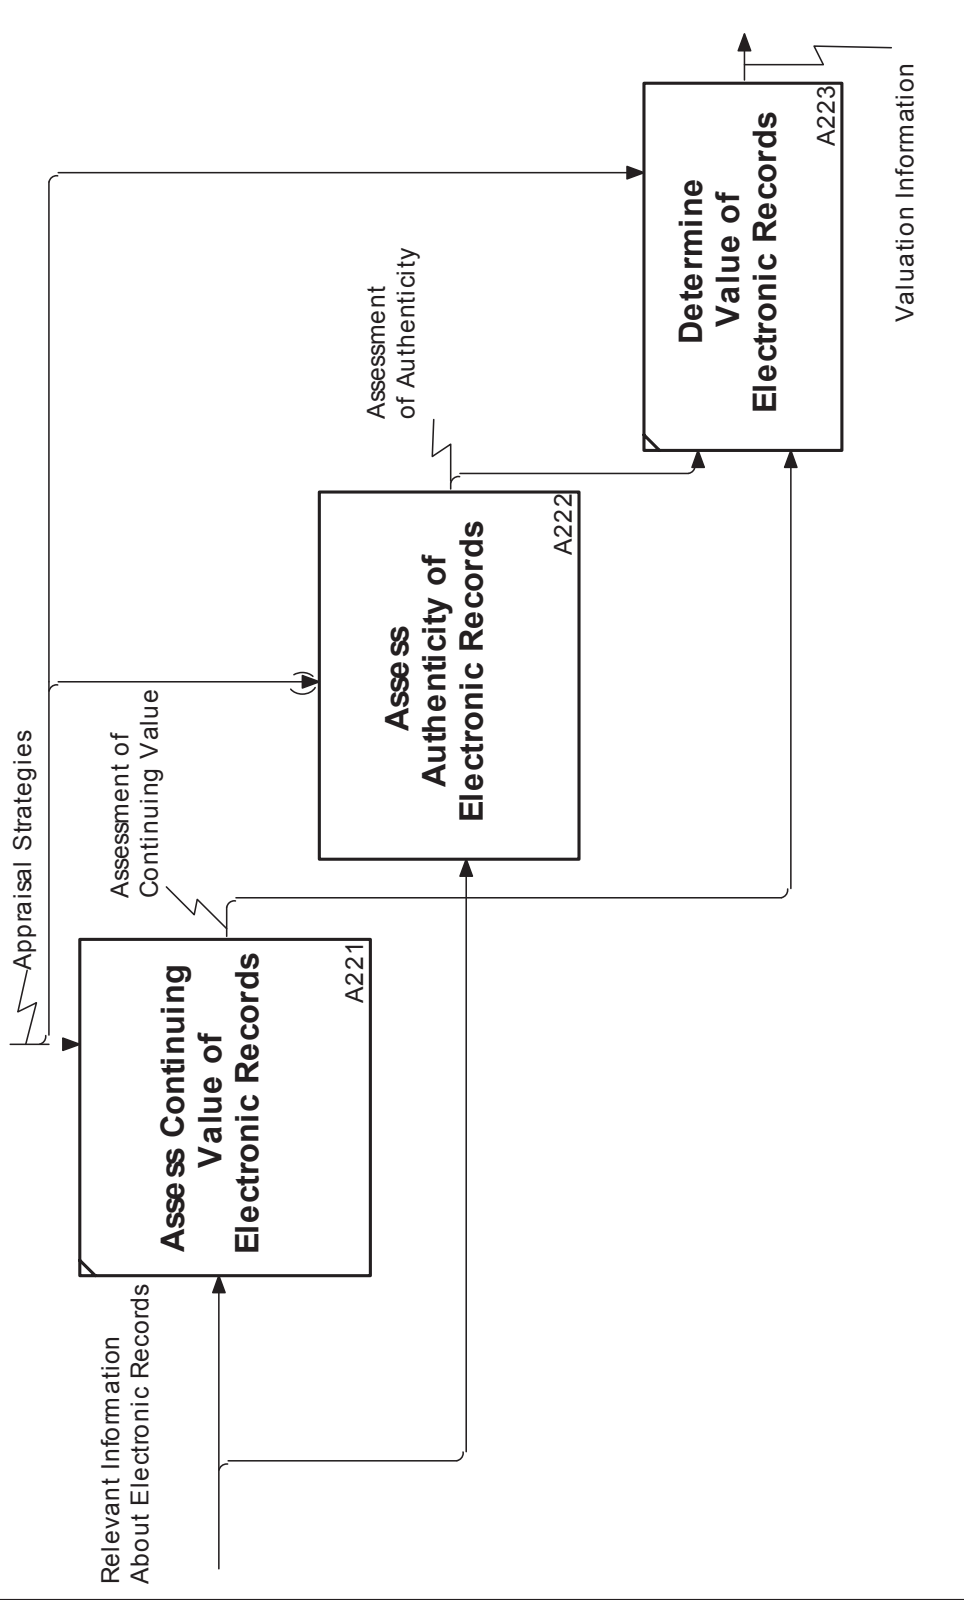 Appraisal Strategies
Relevant Information
About Electronic Records
Assess Continuing
Value of
Electronic Records
A221
Assessment of
Continuing Value
Assess
Authenticity of
Electronic Records
A222
Assessment
of Authenticity
Determine
Value of
Electronic Records
A223
Valuation Information